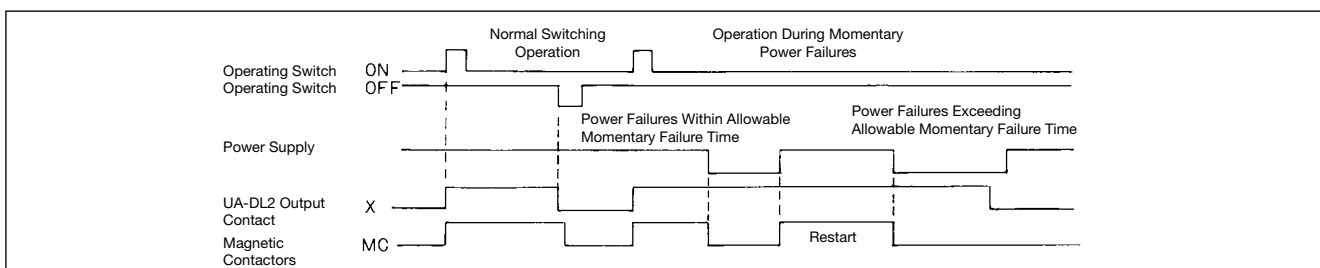 Normal Switching
Operation
Operation During Momentary
Power Failures
Operating Switch ON
Operating Switch OFF
Power Failures Within Allowable
Momentary Failure Time
Power Failures Exceeding
Allowable Momentary Failure Time
Power Supply
UA-DL2 Output
Contact
X
Magnetic
Contactors
MC
Restart